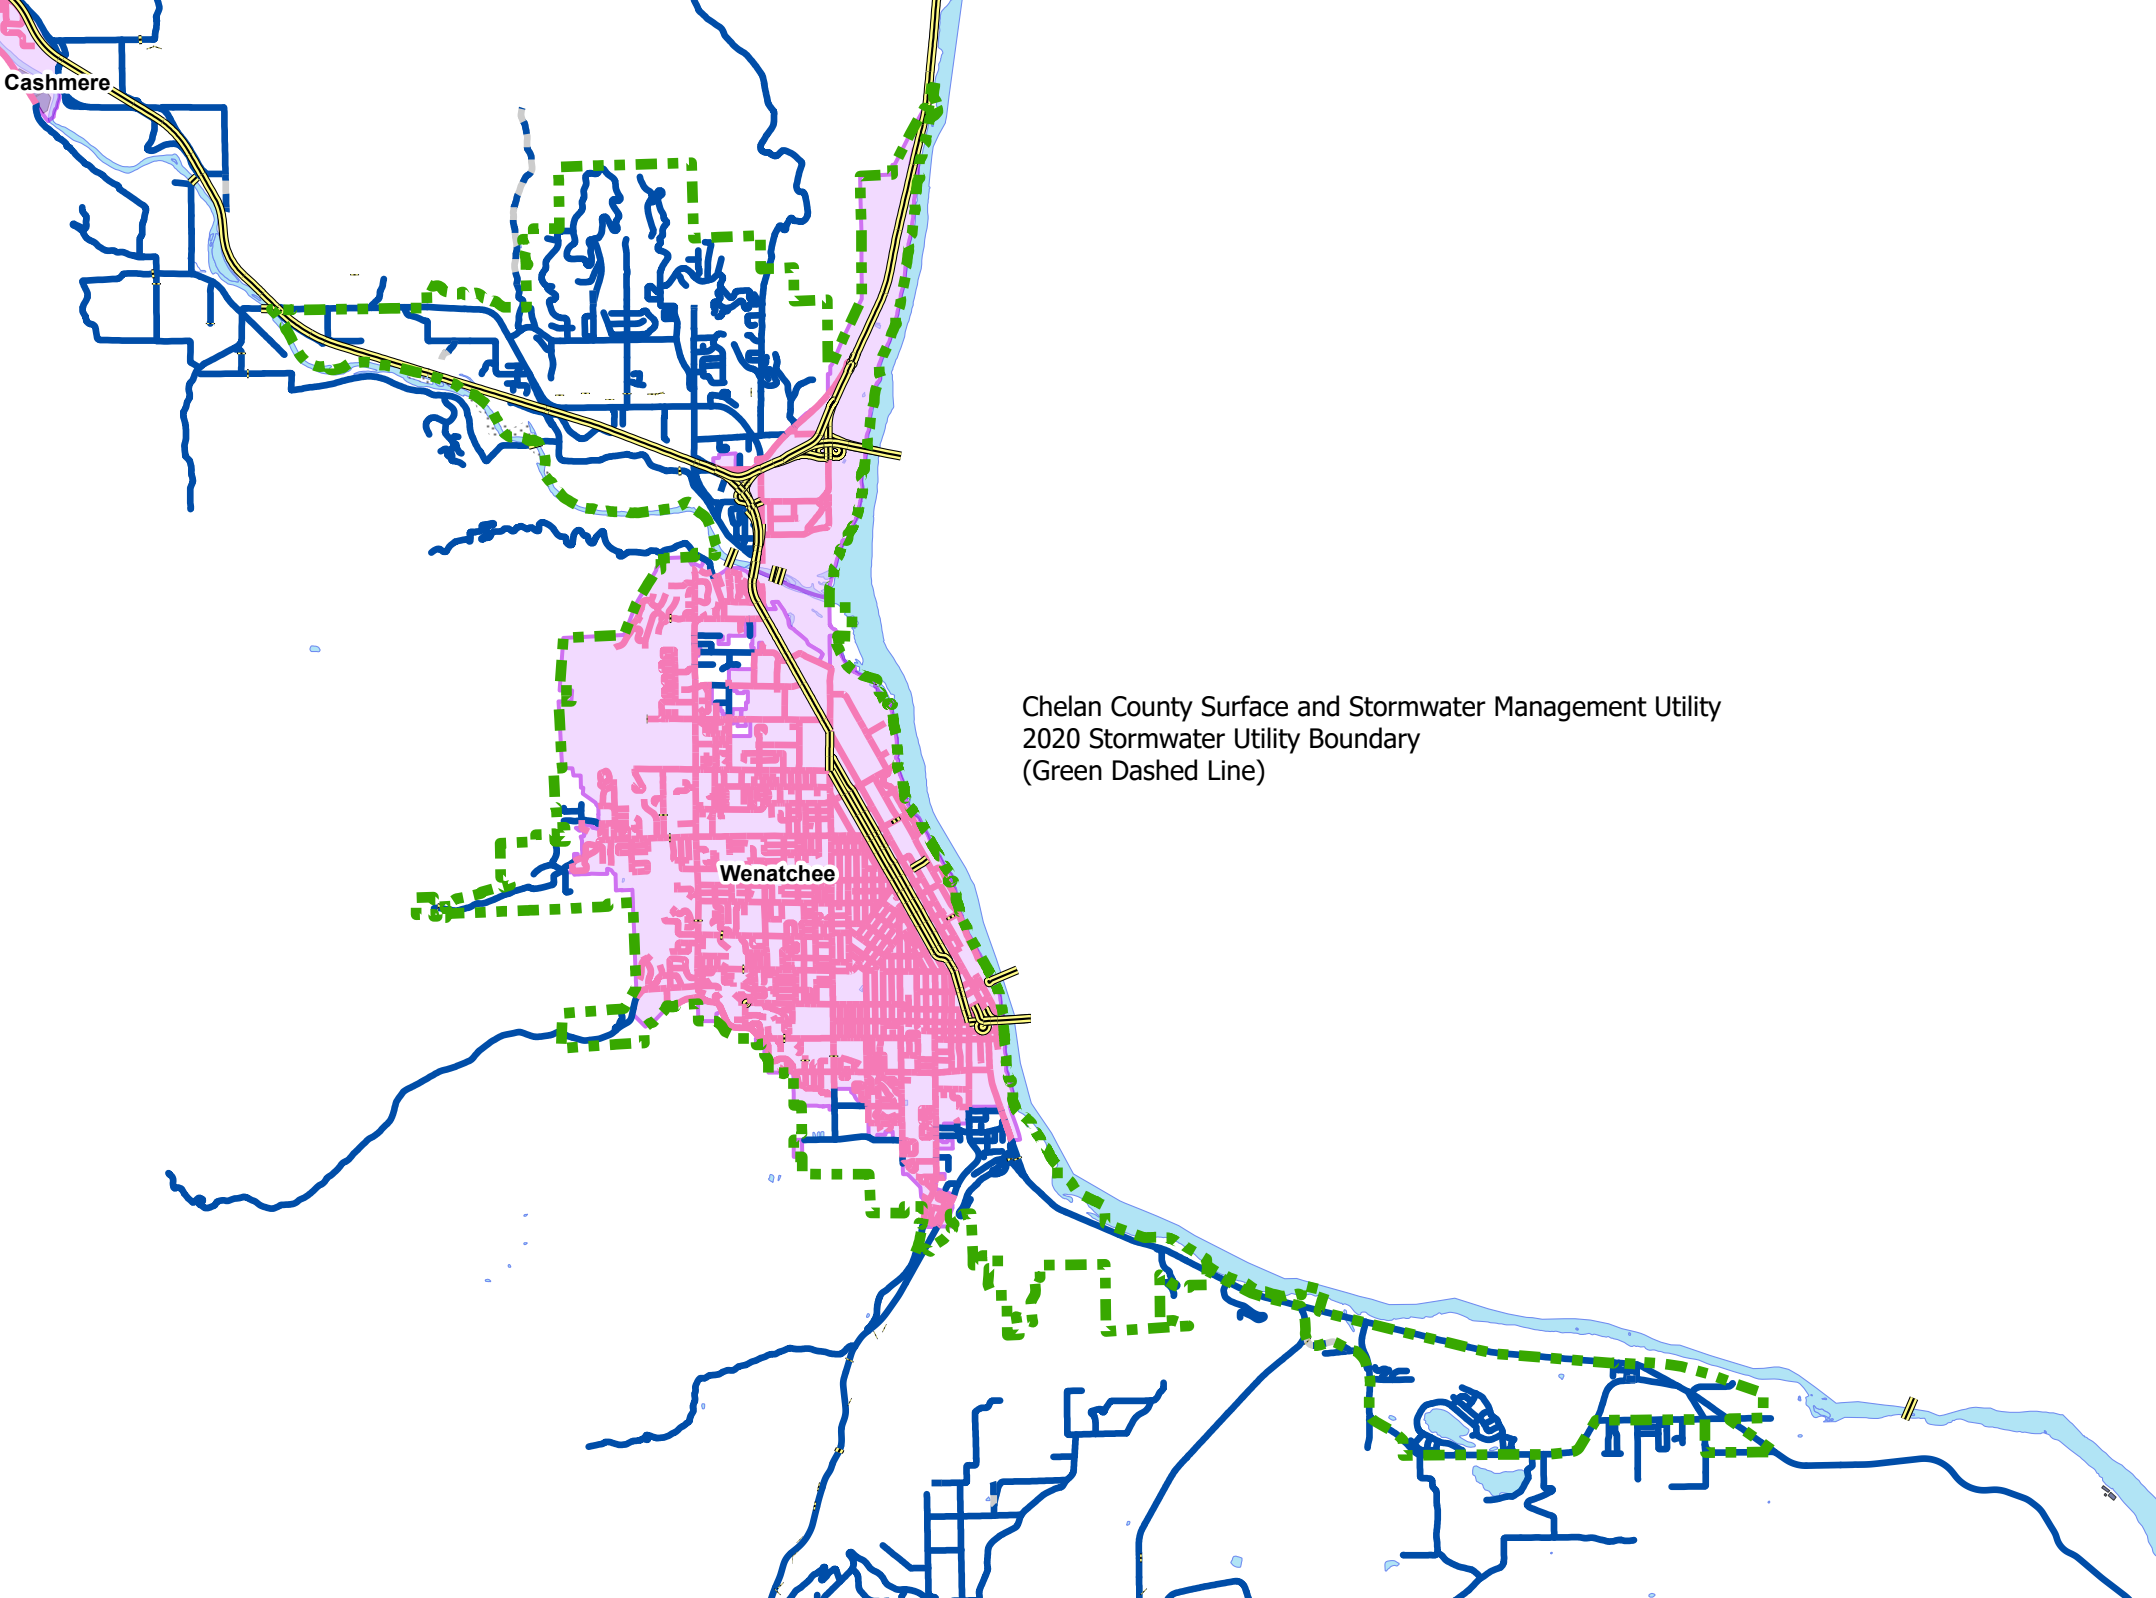 Cashmere
Chelan County Surface and Stormwater Management Utility
2020 Stormwater Utility Boundary
(Green Dashed Line)
Wenatchee